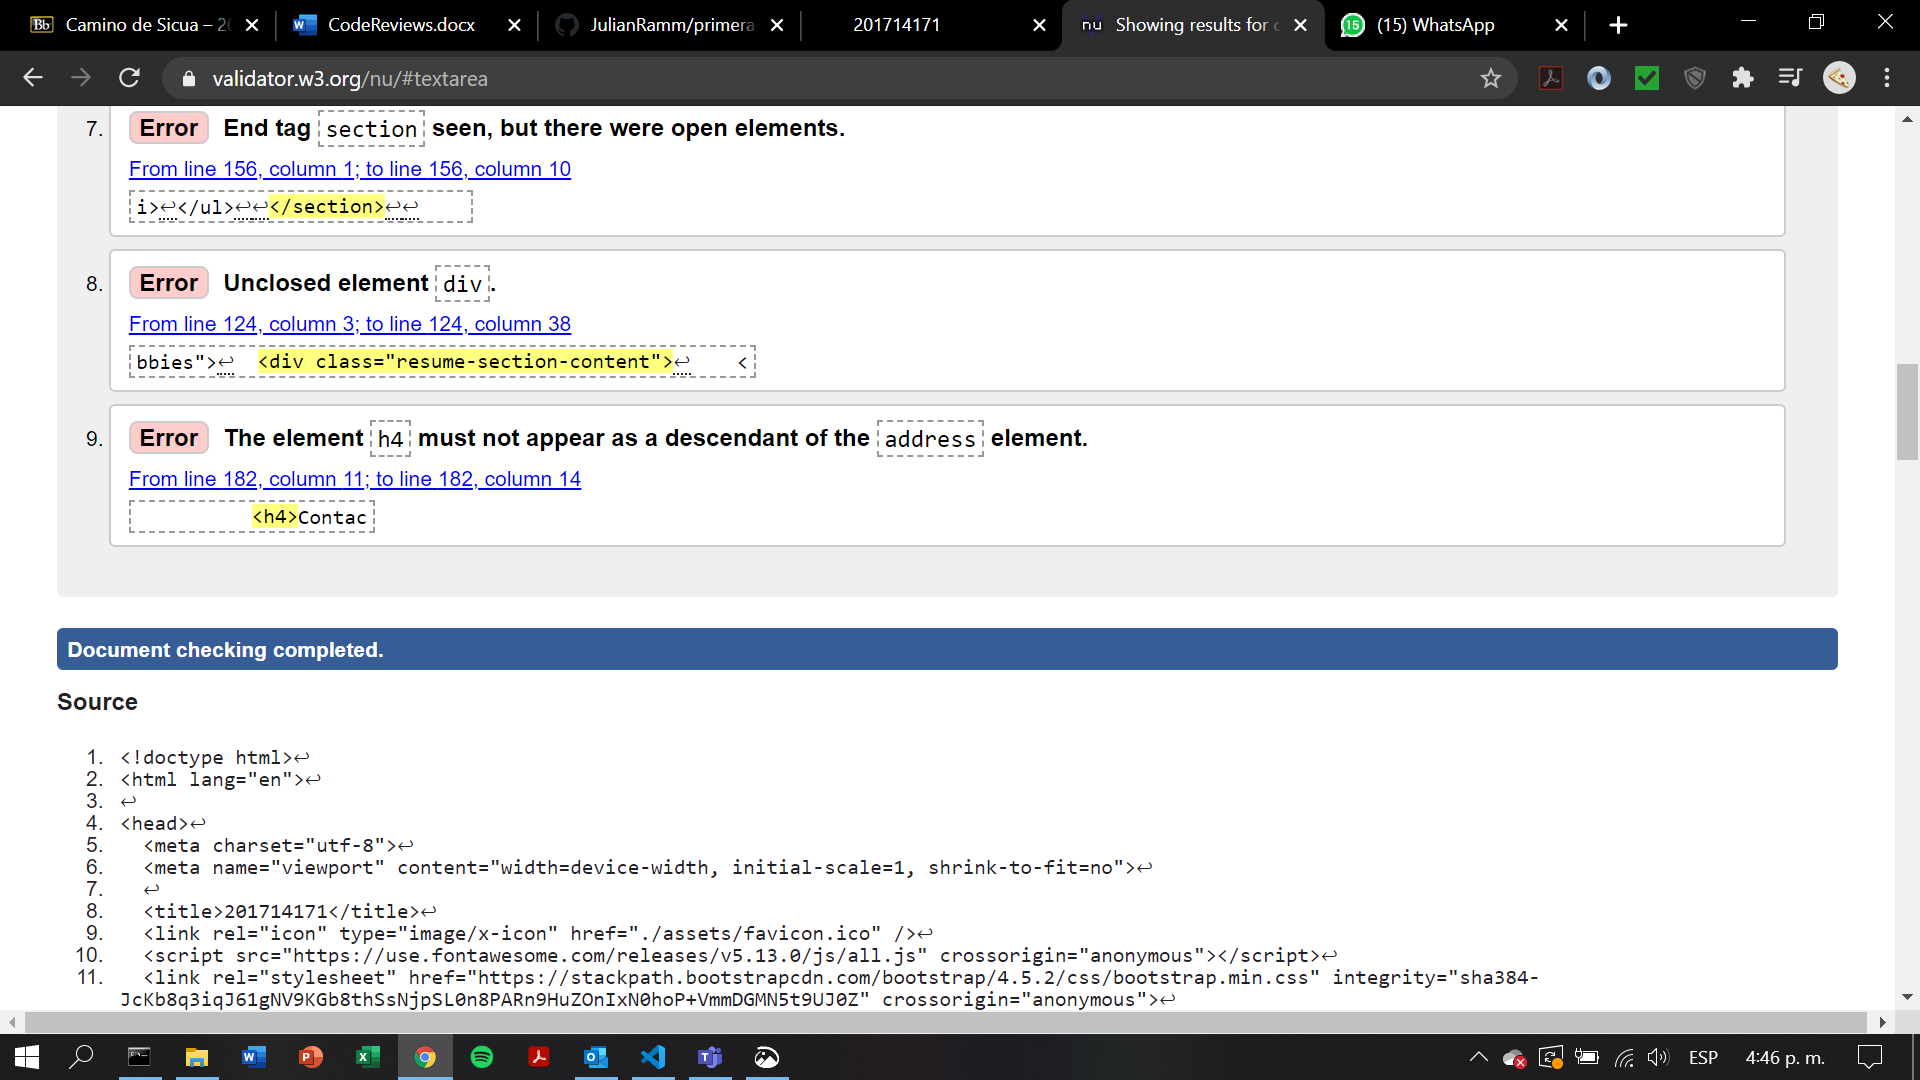 Camino de Sicua – 20
CodeReviews.docx
JulianRamm/primera
201714171
Showing results for c
(15) WhatsApp
validator.w3.org/nu/#textarea
7. Error End tag section seen, but there were open elements.
From line 156, column 1; to line 156, column 10
i>↩</ul>↩↩</section>↩↩
8. Error Unclosed element div.
From line 124, column 3; to line 124, column 38
bbies">↩ <div class="resume-section-content">↩ <
9. Error The element h4 must not appear as a descendant of the address element.
From line 182, column 11; to line 182, column 14
<h4>Contac
Document checking completed.
Source
1. <!doctype html>↩
2. <html lang="en">↩
3. ↩
4. <head>↩
5. <meta charset="utf-8">↩
6. <meta name="viewport" content="width=device-width, initial-scale=1, shrink-to-fit=no">↩
7. ↩
8. <title>201714171</title>↩
9. <link rel="icon" type="image/x-icon" href="./assets/favicon.ico" />↩
10. <script src="https://use.fontawesome.com/releases/v5.13.0/js/all.js" crossorigin="anonymous"></script>↩
11. <link rel="stylesheet" href="https://stackpath.bootstrapcdn.com/bootstrap/4.5.2/css/bootstrap.min.css" integrity="sha384-
JcKb8q3iqJ61gNV9KGb8thSsNjpSL0n8PARn9HuZOnIxN0hoP+VmmDGMN5t9UJ0Z" crossorigin="anonymous">↩
ESP
4:46 p. m.